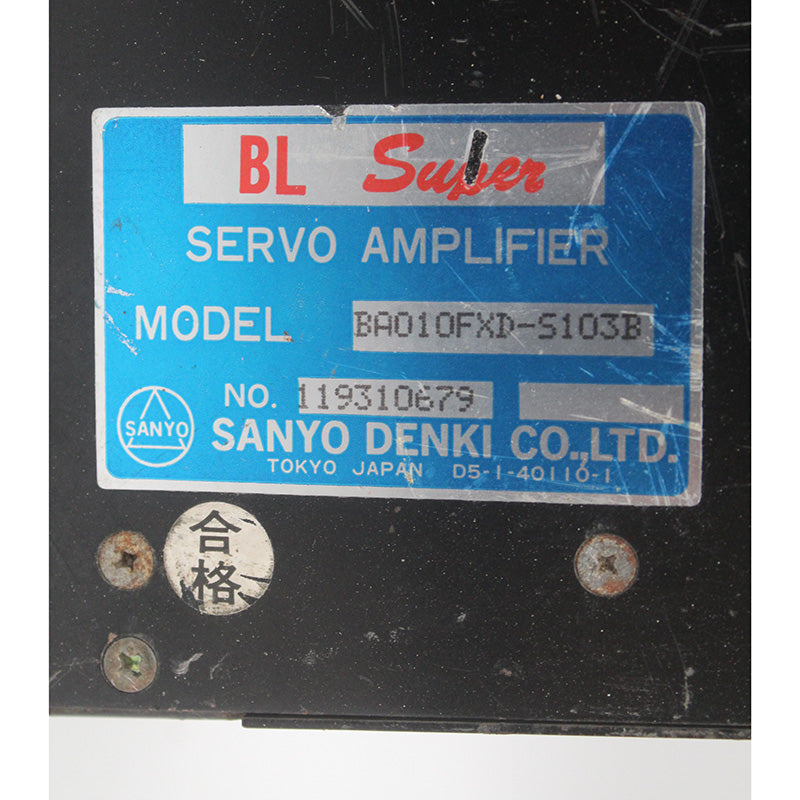 BL Super
SERVO AMPLIFIER
MODEL BA010FXD-S103B
NO. 119310679
SANYO
SANYO DENKI CO.,LTD.
TOKYO JAPAN D5-1-40110-1
合
格